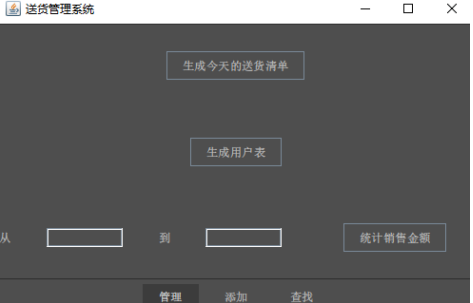 送货管理系统
生成今天的送货清单
生成用户表
从 到 统计销售金额
管理 添加 查找